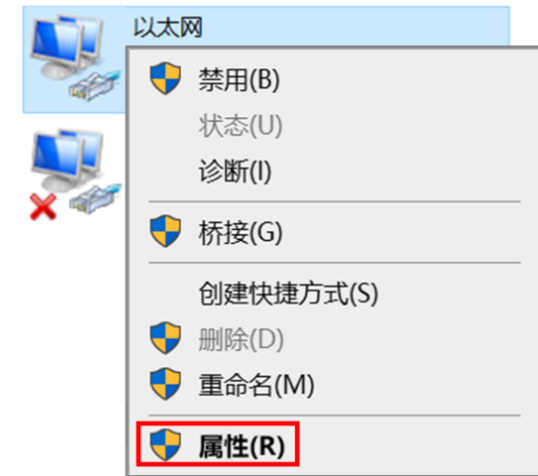 以太网
禁用(B)
状态(U)
诊断(I)
桥接(G)
创建快捷方式(S)
删除(D)
重命名(M)
属性(R)